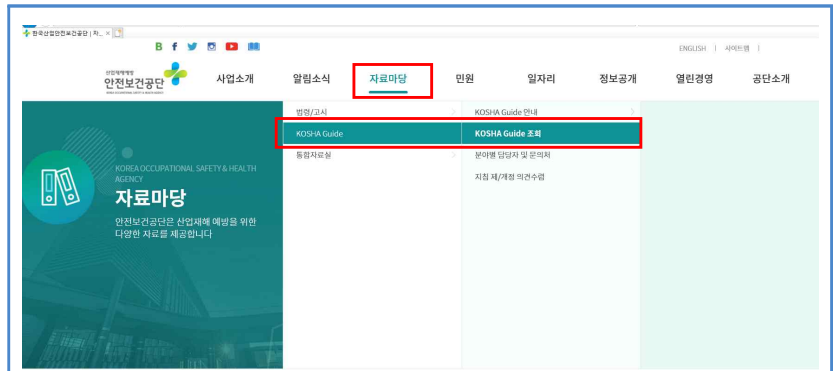 한국산업안전보건공단 | 자... ×
B f
ENGLISH | 사이트맵 |
산업재해예방
안전보건공단
KOREA OCCUPATIONAL SAFETY & HEALTH AGENCY
사업소개 알림소식 자료마당 민원 일자리 정보공개 열린경영 공단소개
법령/고시 > KOSHA Guide 안내 >
KOSHA Guide KOSHA Guide 조회
통합자료실 > 분야별 담당자 및 문의처
지침 제/개정 의견수렴
KOREA OCCUPATIONAL SAFETY & HEALTH
AGENCY
자료마당
안전보건공단은 산업재해 예방을 위한
다양한 자료를 제공합니다